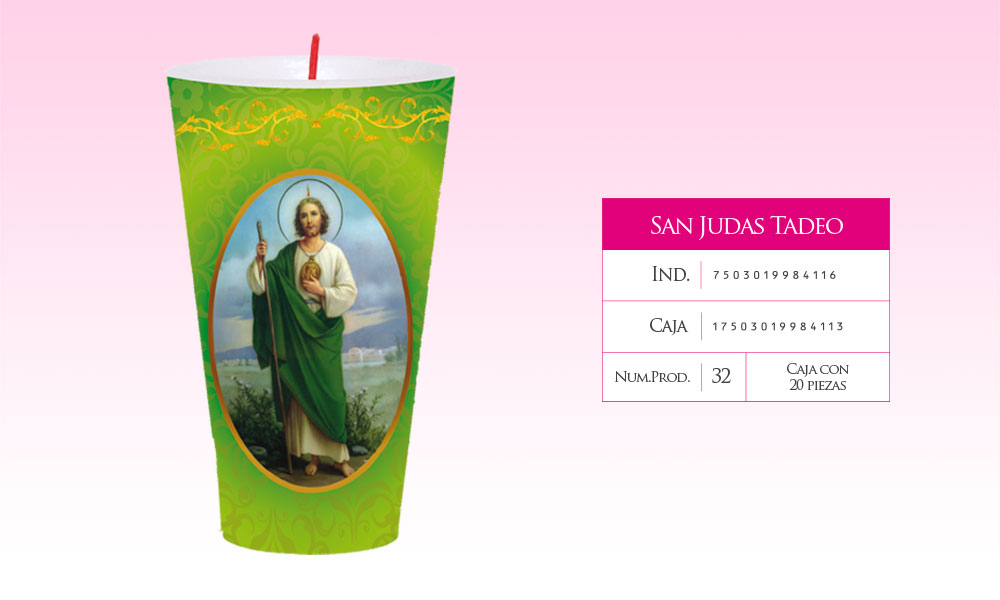 San Judas Tadeo
Ind. 7503019984116
Caja 17503019984113
Num.Prod. 32
Caja con
20 piezas